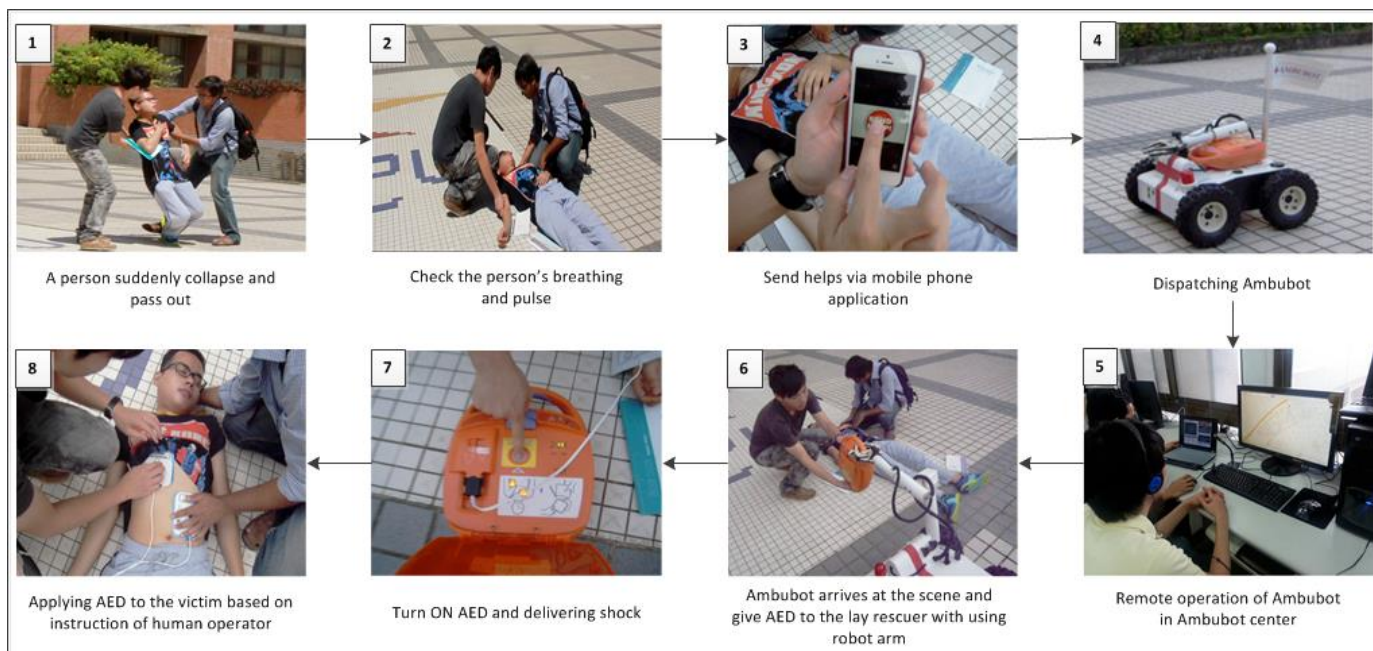 1
2
3
4
A person suddenly collapse and
pass out
Check the person's breathing
and pulse
Send helps via mobile phone
application
Dispatching Ambubot
8
7
6
5
Applying AED to the victim based on
instruction of human operator
Turn ON AED and delivering shock
Ambubot arrives at the scene and
give AED to the lay rescuer with using
robot arm
Remote operation of Ambubot
in Ambubot center